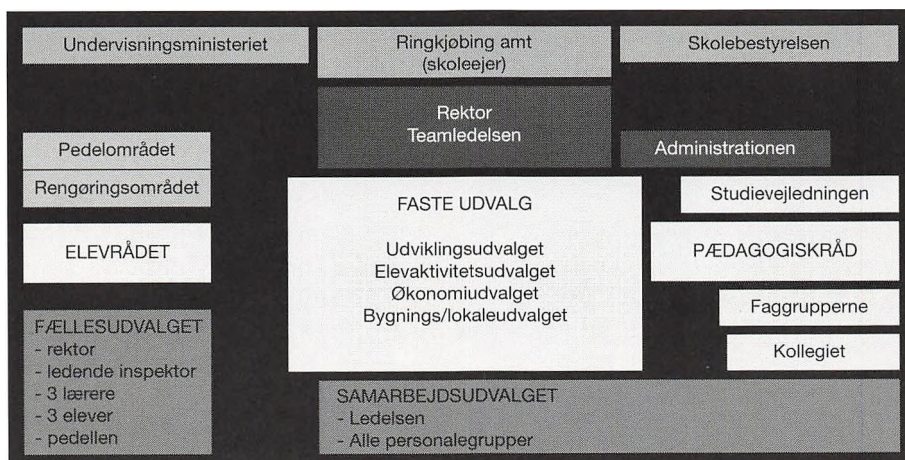 Undervisningsministeriet
Ringkjøbing amt
(skoleejer)
Skolebestyrelsen
Rektor
Teamledelsen
Administrationen
Pedelområdet
Rengøringsområdet
ELEVRÅDET
FASTE UDVALG
Udviklingsudvalget
Elevaktivitetsudvalget
Økonomiudvalget
Bygnings/lokaleudvalget
Studievejledningen
PÆDAGOGISKRÅD
Faggrupperne
Kollegiet
FÆLLESUDVALGET
- rektor
- ledende inspektor
- 3 lærere
- 3 elever
- pedellen
SAMARBEJDSUDVALGET
- Ledelsen
- Alle personalegrupper